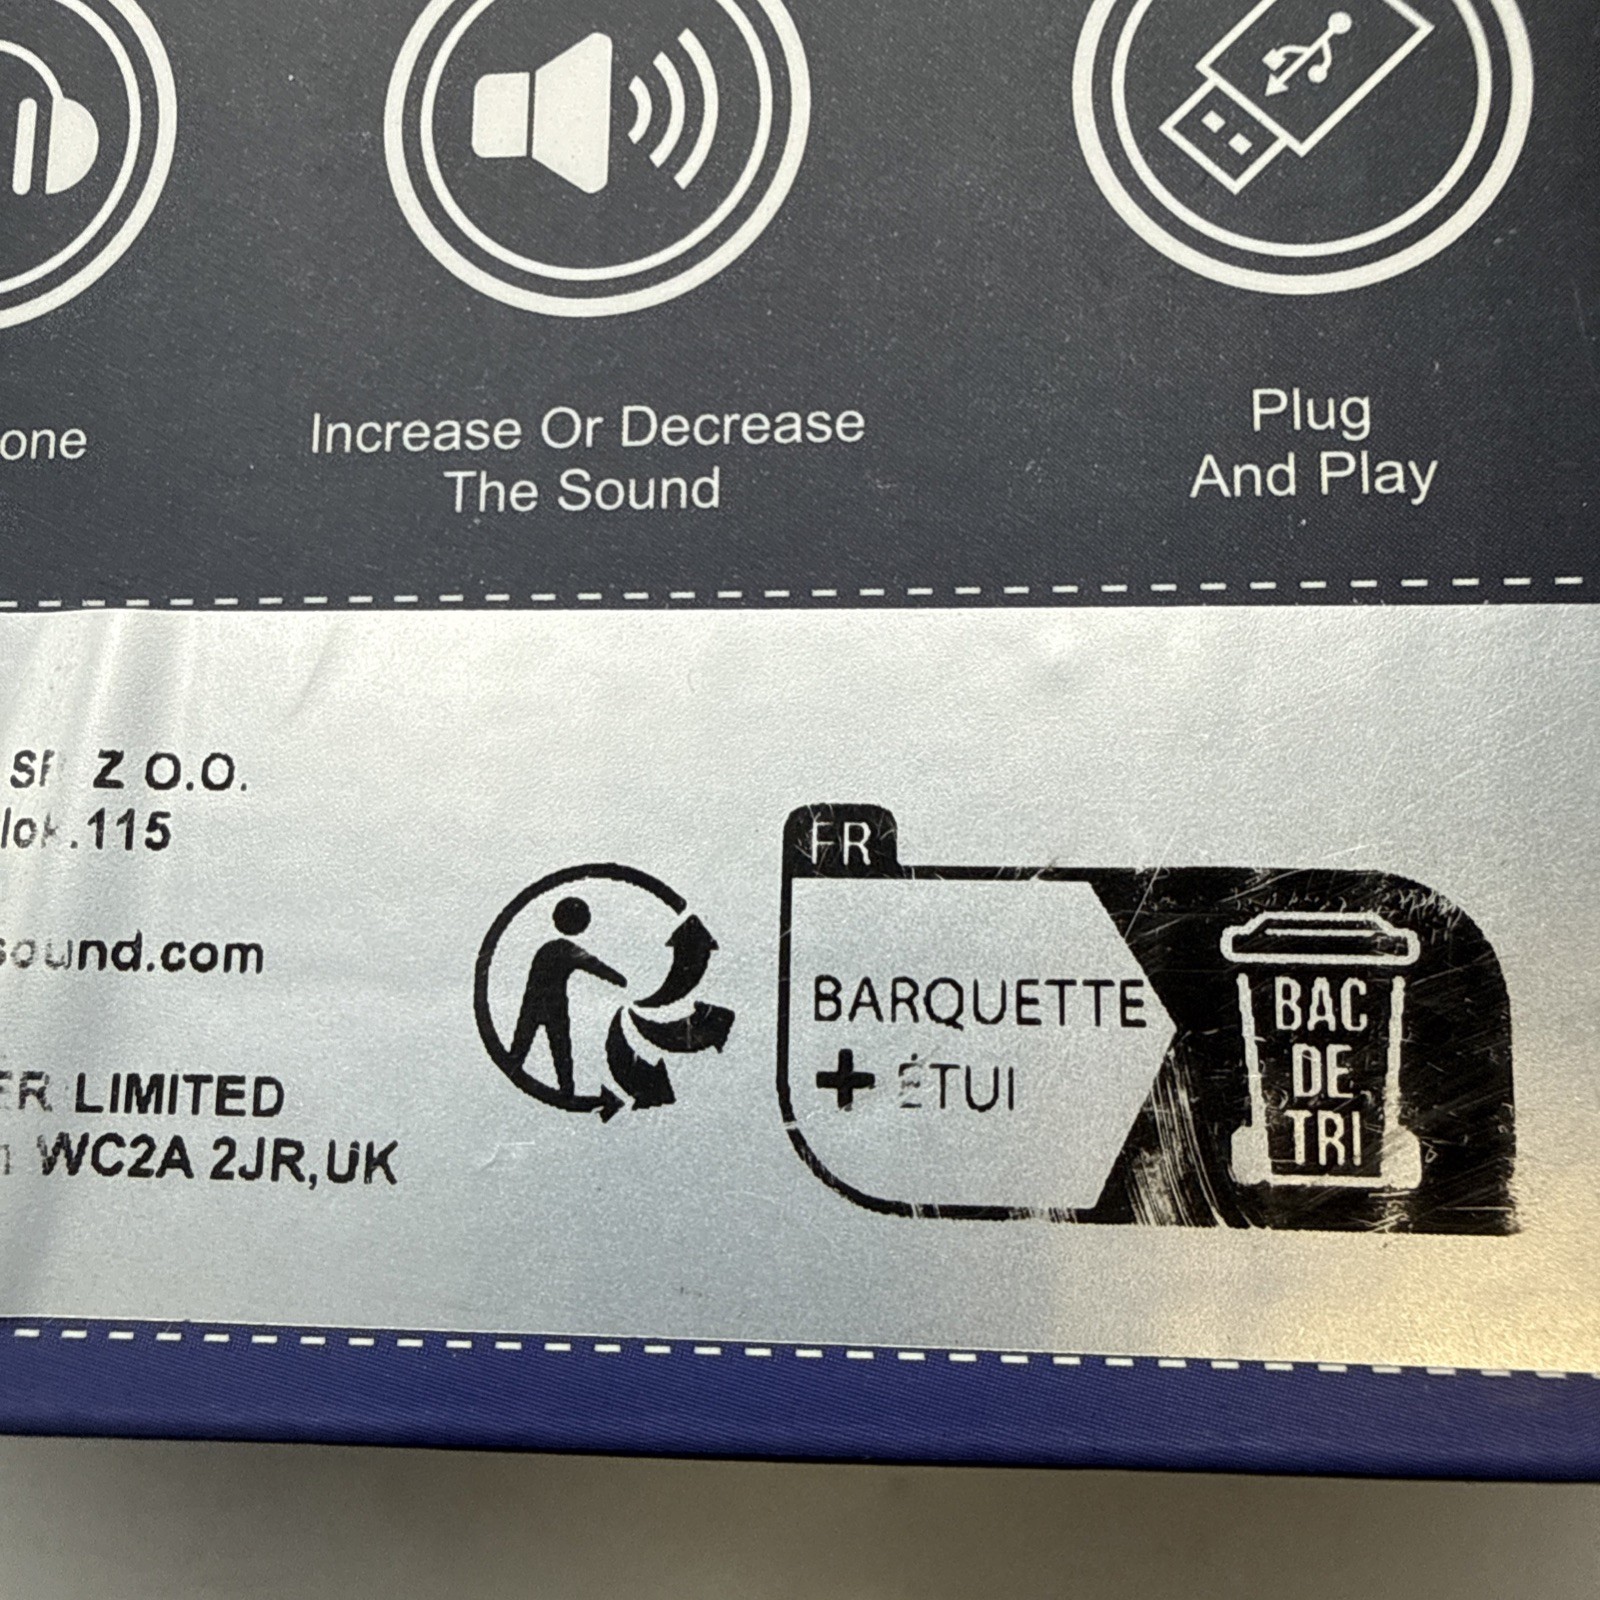 Increase Or Decrease
The Sound
Plug
And Play
Z O.O.
.115
sound.com
LIMITED
WC2A 2JR,UK
FR
BARQUETTE
+ ÉTUI
BAC
DE
TRI